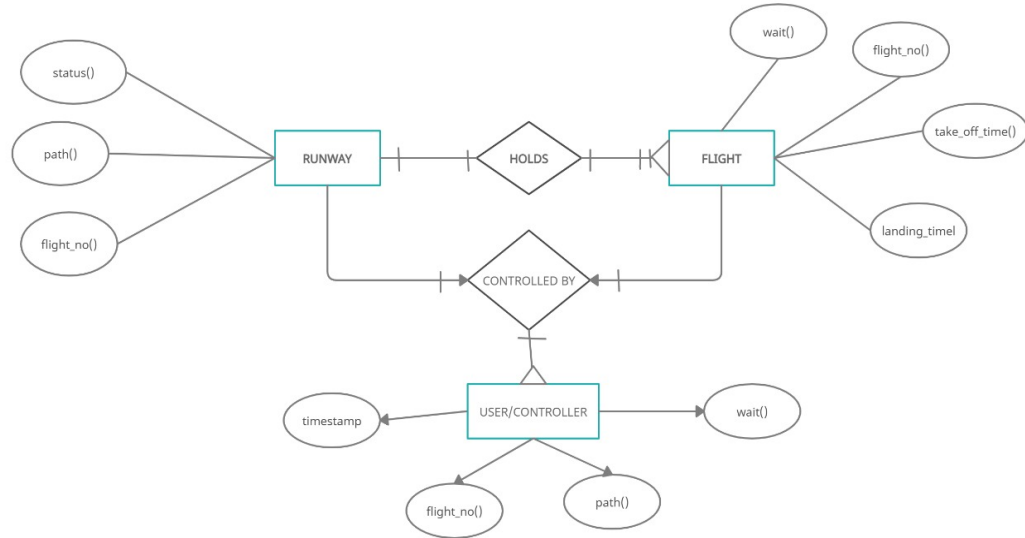 wait()
flight_no()
status()
take_off_time()
path()
RUNWAY
HOLDS
FLIGHT
flight_no()
landing_timel
CONTROLLED BY
USER/CONTROLLER
timestamp
wait()
flight_no()
path()